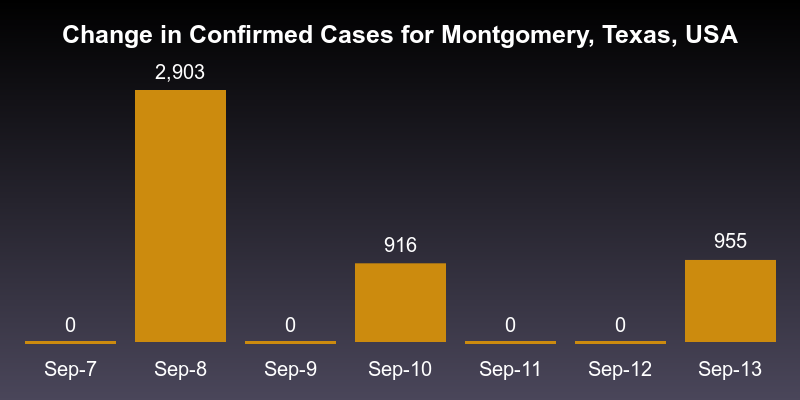 Change in Confirmed Cases for Montgomery, Texas, USA
2,903
955
916
0 0 0 0
Sep-7 Sep-8 Sep-9 Sep-10 Sep-11 Sep-12 Sep-13